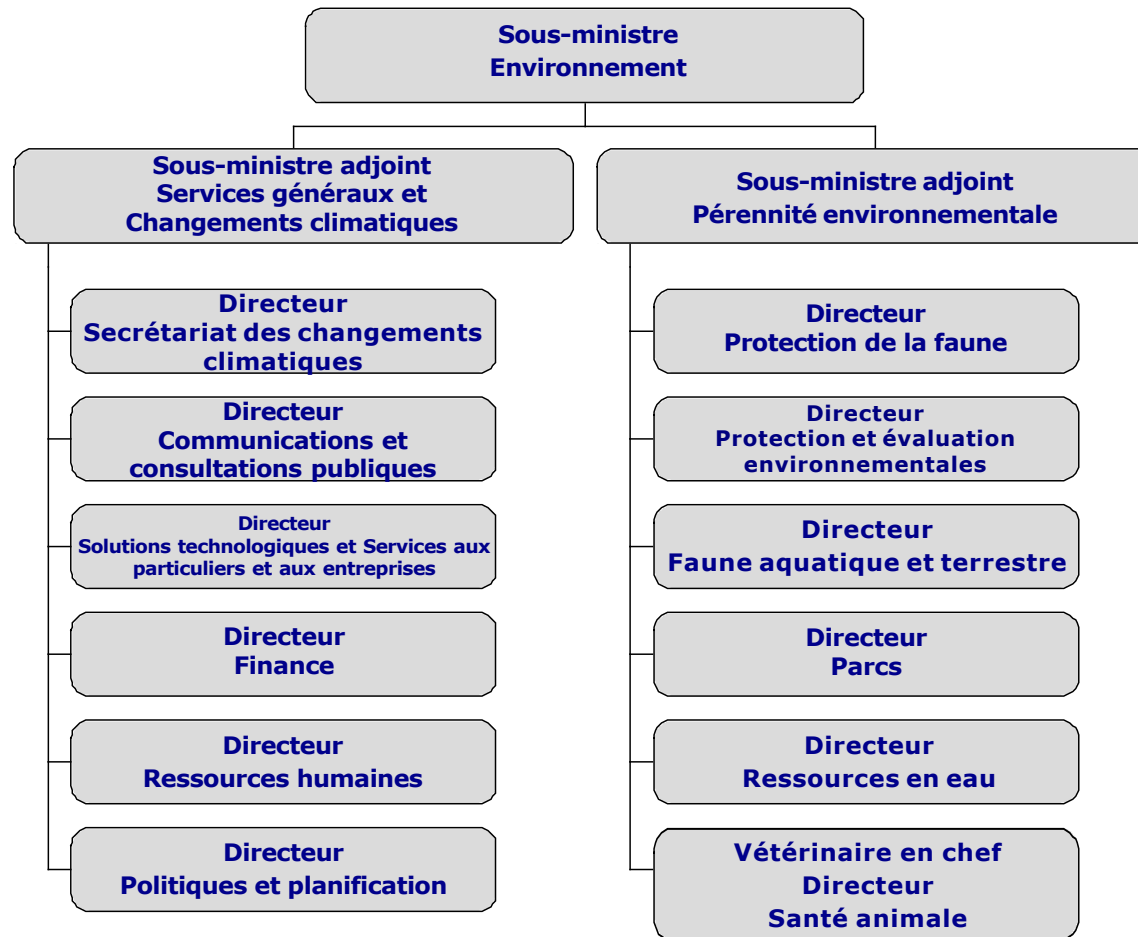 Sous-ministre
Environnement
Sous-ministre adjoint
Services généraux et
Changements climatiques
Sous-ministre adjoint
Pérennité environnementale
Directeur
Secrétariat des changements
climatiques
Directeur
Communications et
consultations publiques
Directeur
Solutions technologiques et Services aux
particuliers et aux entreprises
Directeur
Finance
Directeur
Ressources humaines
Directeur
Politiques et planification
Directeur
Protection de la faune
Directeur
Protection et évaluation
environnementales
Directeur
Faune aquatique et terrestre
Directeur
Parcs
Directeur
Ressources en eau
Vétérinaire en chef
Directeur
Santé animale